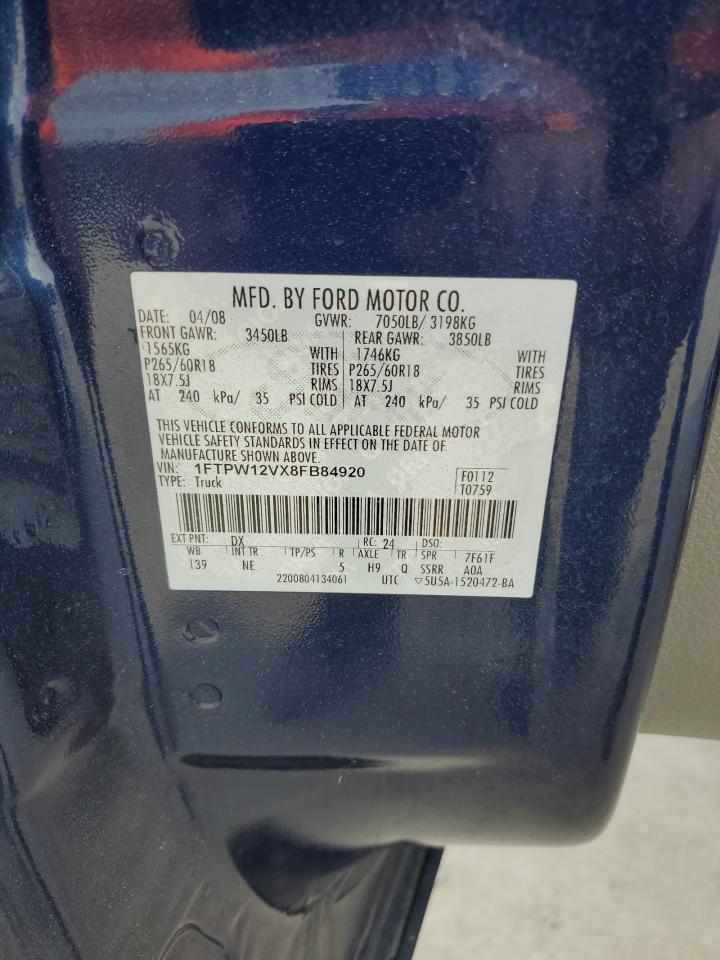 MFD. BY FORD MOTOR CO.
DATE: 04/08 GVWR: 7050LB/ 3198KG
FRONT GAWR: 3450LB REAR GAWR: 3850LB
1565KG WITH 1746KG WITH
P265/60R18 TIRES P265/60R18 TIRES
18X7.5J RIMS 18X7.5J RIMS
AT 240 kPa/ 35 PSI COLD AT 240 kPa/ 35 PSI COLD
THIS VEHICLE CONFORMS TO ALL APPLICABLE FEDERAL MOTOR
VEHICLE SAFETY STANDARDS IN EFFECT ON THE DATE OF
MANUFACTURE SHOWN ABOVE.
VIN: 1FTPW12VX8FB84920 F0112
TYPE: Truck T0759
EXT PNT: DX RC: 24 DSO:
WB INT TR TP/PS R AXLE TR SPR 7F61F
139 NE 5 H9 Q SSRR A0A
2200804134061 UTC ▽5U5A-1520472-BA